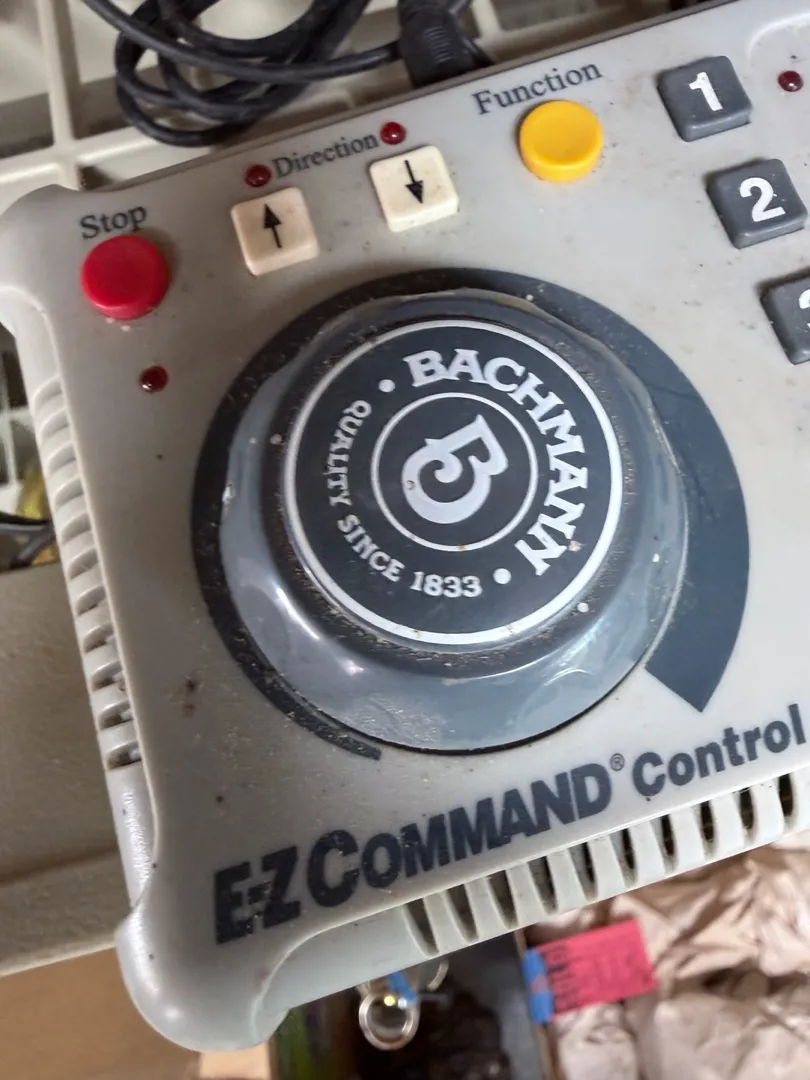 Function
1
Direction
2
Stop
BACHMANN
B
QUALITY SINCE 1833
E-Z COMMAND® Control